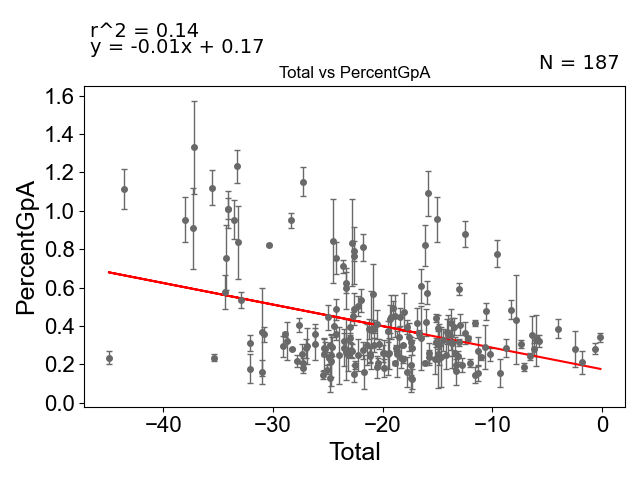 r^2 = 0.14
y = -0.01x + 0.17
N = 187
Total vs PercentGpA
PercentGpA
1.6
1.4
1.2
1.0
0.8
0.6
0.4
0.2
0.0
−40
−30
−20
−10
0
Total